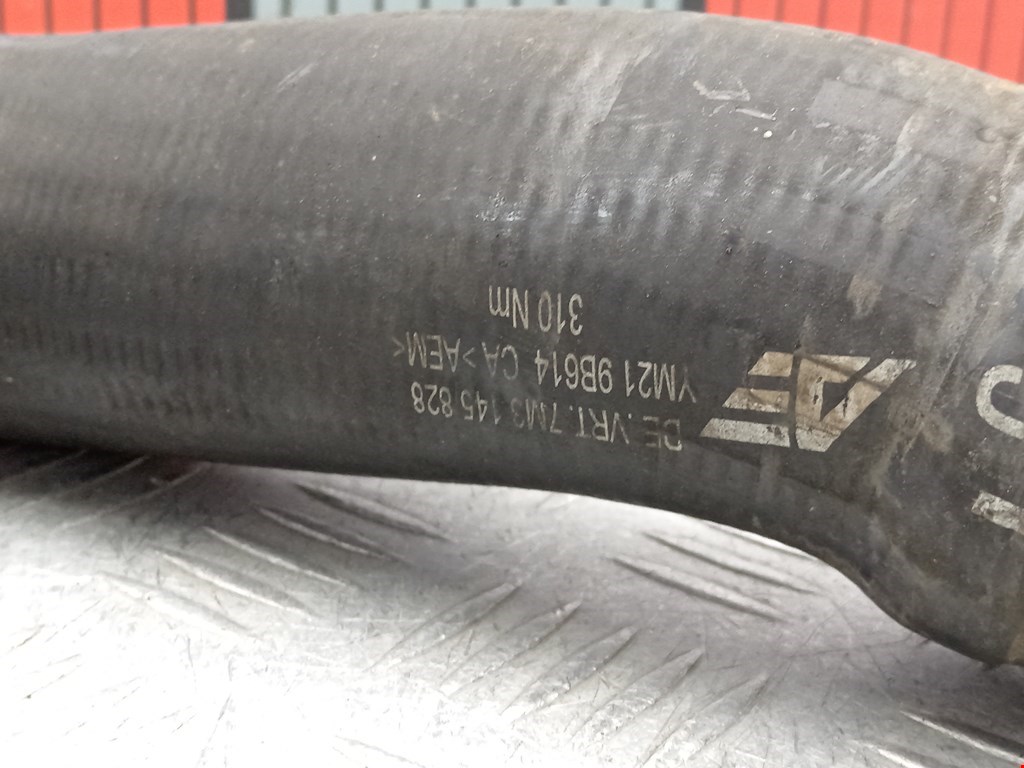 DE.VRT. 7M3 145 828
YM21 9B614 CA >AEM<
310 Nm